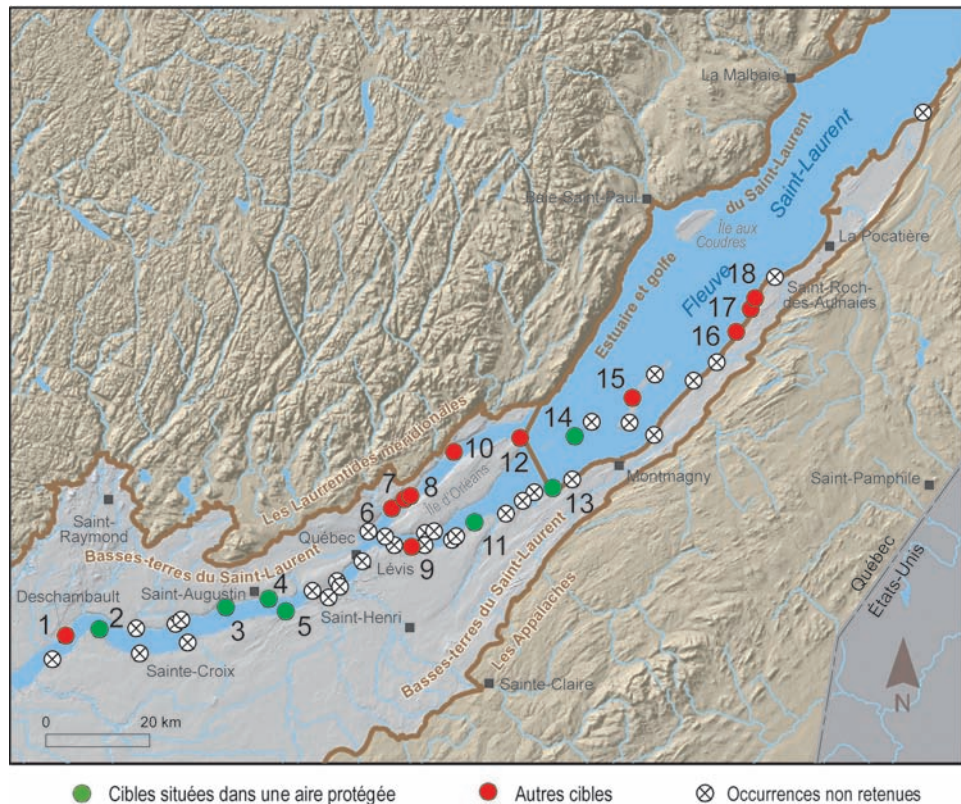 La Malbaie
Saint-Laurent
du Saint-Laurent
Baie-Saint-Paul
Île aux
Coudres
La Pocatière
Estuaire et golfe
Fleuve
18
Saint-Roch-
des-Aulnaies
17
16
15
14
Les Laurrentides méridionales
10
12
Île d'Orléans
7
8
6
13
Montmagny
Saint-Pamphile
Saint-
Raymond
Québec
11
Québec
États-Unis
Basses-terres du Saint-Laurent
9
Lévis
Deschambault
Saint-Augustin
4
Saint-Henri
Basses-terres du Saint-Laurent
Les Appalaches
1
2
3
5
Sainte-Croix
Sainte-Claire
N
0
20 km
Cibles situées dans une aire protégée
Autres cibles
Occurrences non retenues